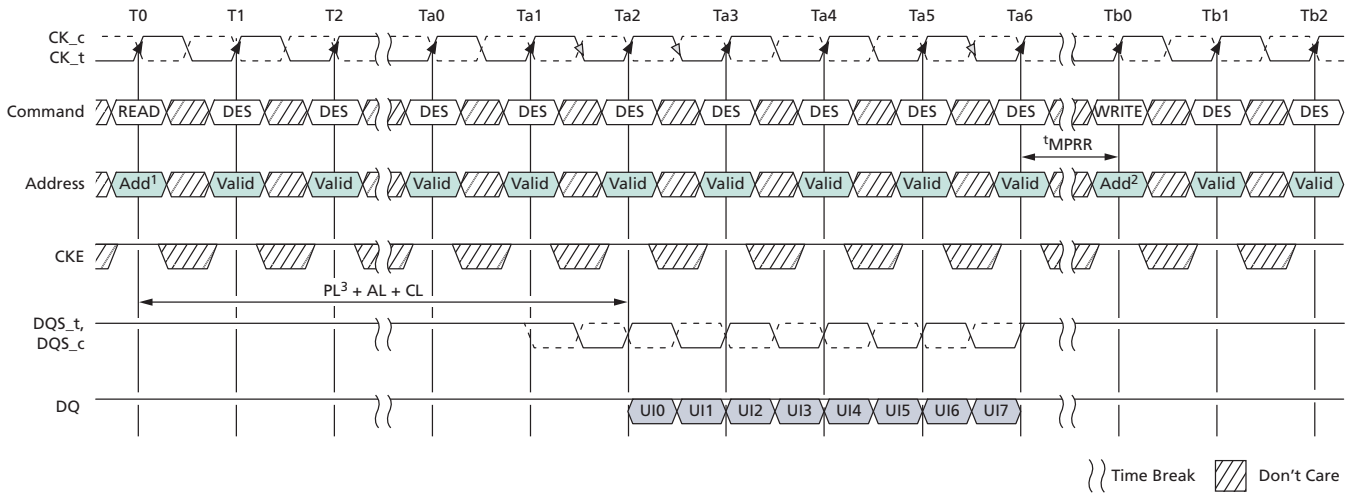 T0 T1 T2 Ta0 Ta1 Ta2 Ta3 Ta4 Ta5 Ta6 Tb0 Tb1 Tb2
CK_c
CK_t
Command READ DES DES DES DES DES DES DES DES DES WRITE DES DES
tMPRR
Address Add1 Valid Valid Valid Valid Valid Valid Valid Valid Valid Add2 Valid Valid
CKE
PL3 + AL + CL
DQS_t,
DQS_c
DQ UI0 UI1 UI2 UI3 UI4 UI5 UI6 UI7
Time Break Don't Care